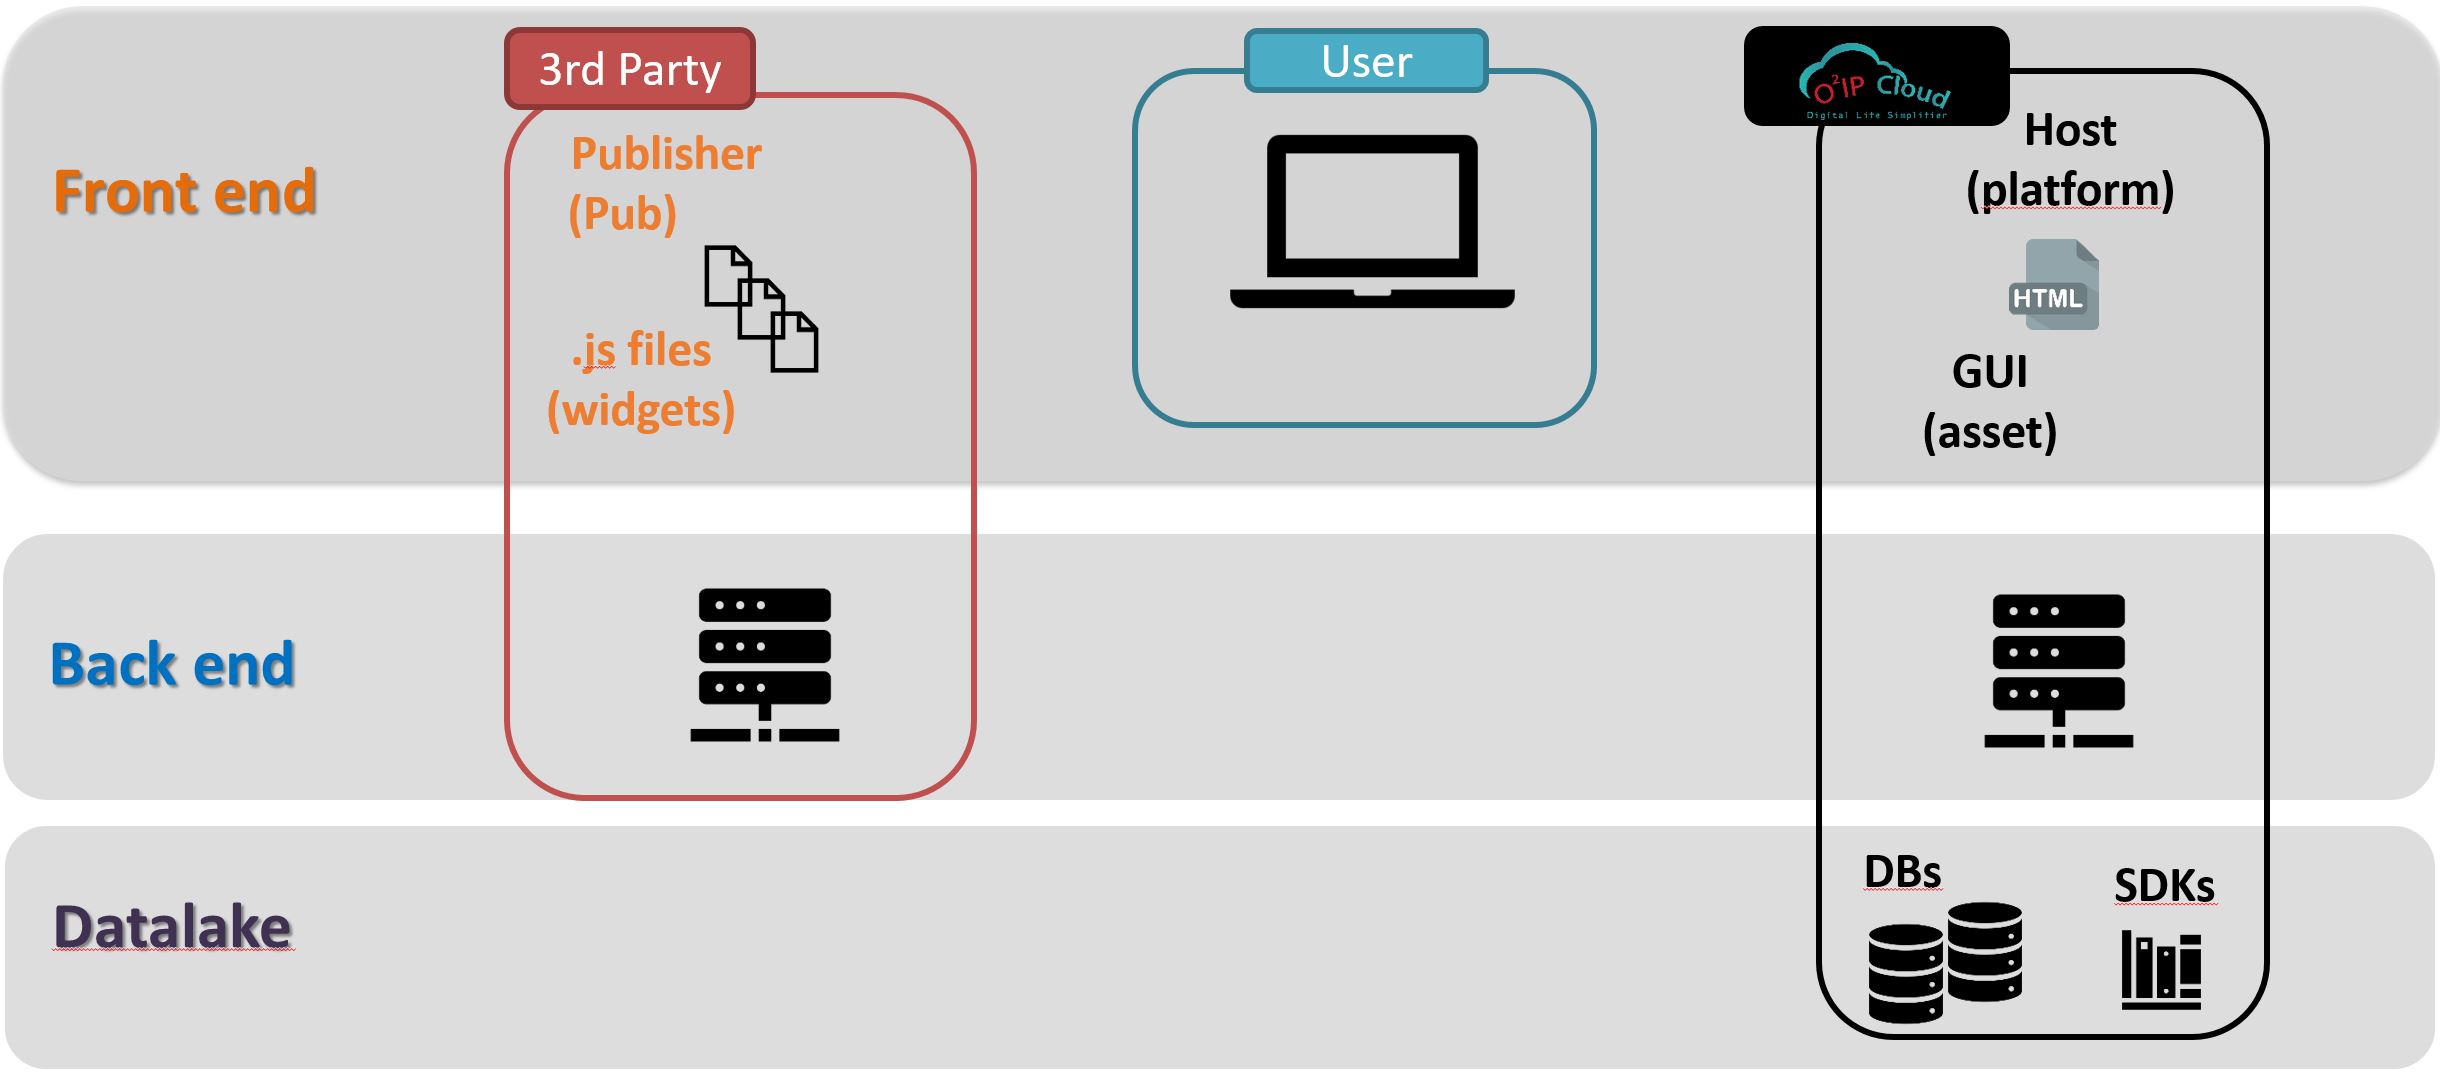 3rd Party
User
O²IP Cloud
Digital Life Simplifier
Front end
Publisher
(Pub)
.js files
(widgets)
Host
(platform)
HTML
GUI
(asset)
Back end
Datalake
DBs
SDKs